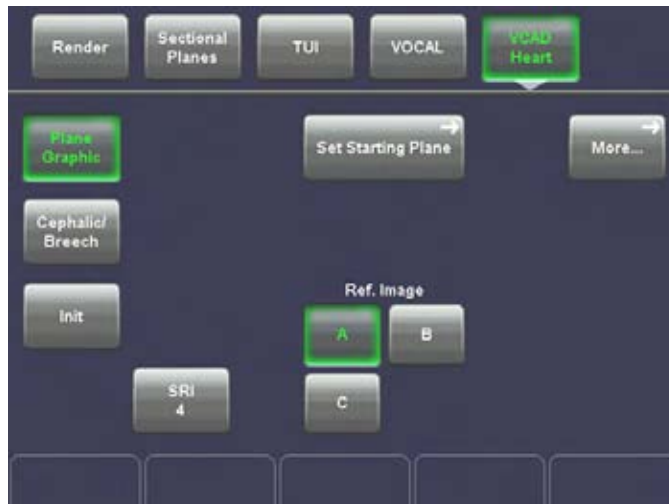 Render
Sectional
Planes
TUI
VOCAL
VCAD
Heart
Plane
Graphic
Set Starting Plane
More...
Cephalic/
Breech
Init
Ref. Image
A
B
SRI
4
C